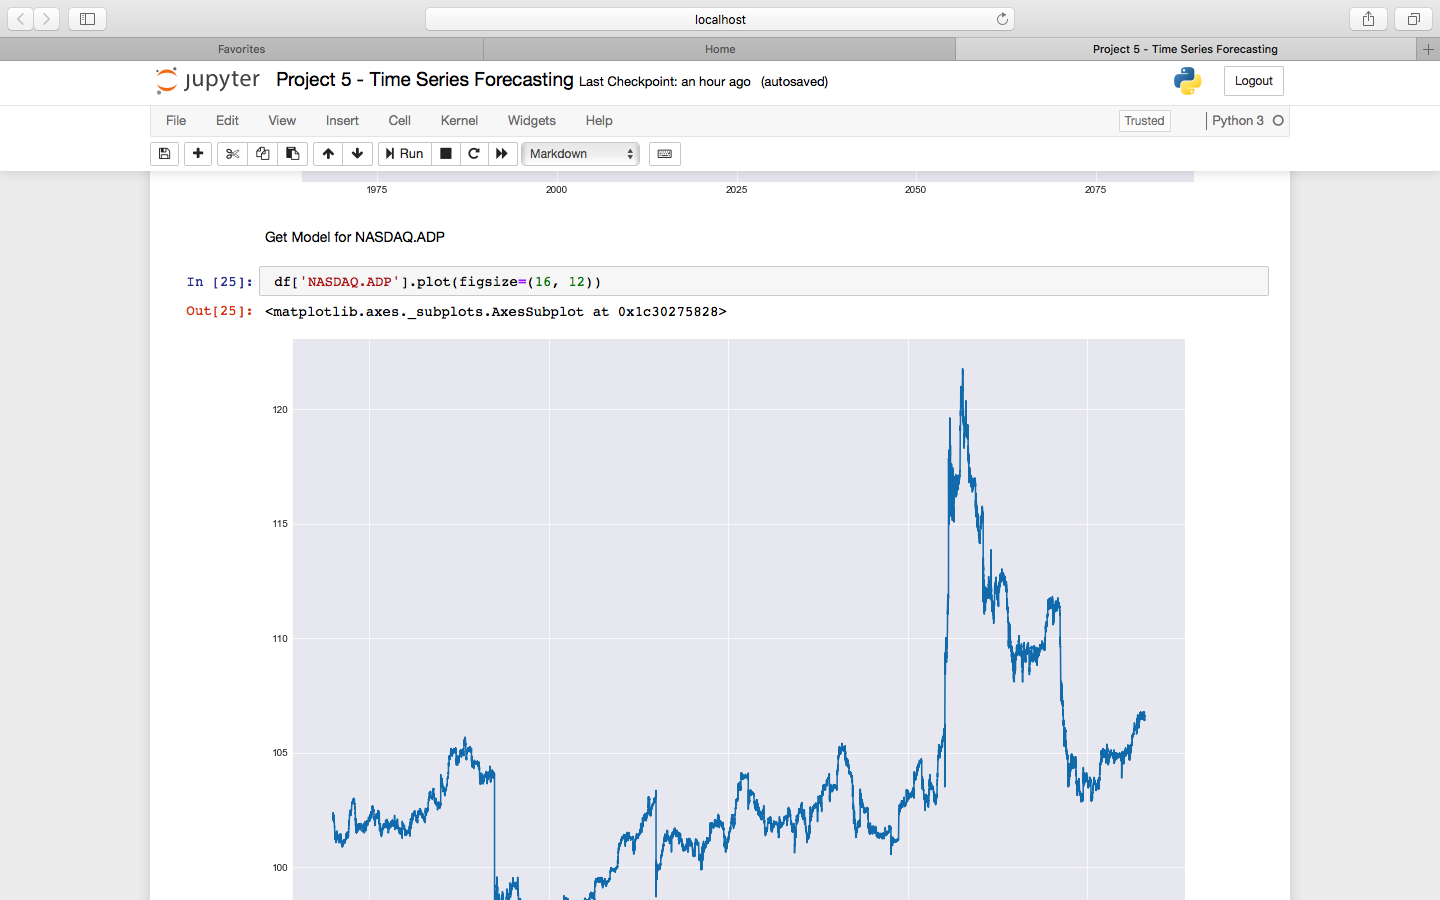 localhost
Favorites
Home
Project 5 - Time Series Forecasting
jupyter Project 5 - Time Series Forecasting Last Checkpoint: an hour ago (autosaved)
Logout
File Edit View Insert Cell Kernel Widgets Help
Trusted
Python 3
Run
Markdown
1975 2000 2025 2050 2075
Get Model for NASDAQ.ADP
In [25]: df['NASDAQ.ADP'].plot(figsize=(16, 12))
Out[25]: <matplotlib.axes._subplots.AxesSubplot at 0x1c30275828>
120
115
110
105
100